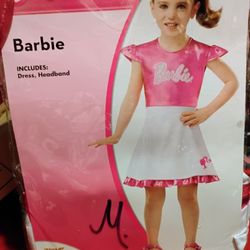 Barbie
INCLUDES:
Dress, Headband
Barbie
M.